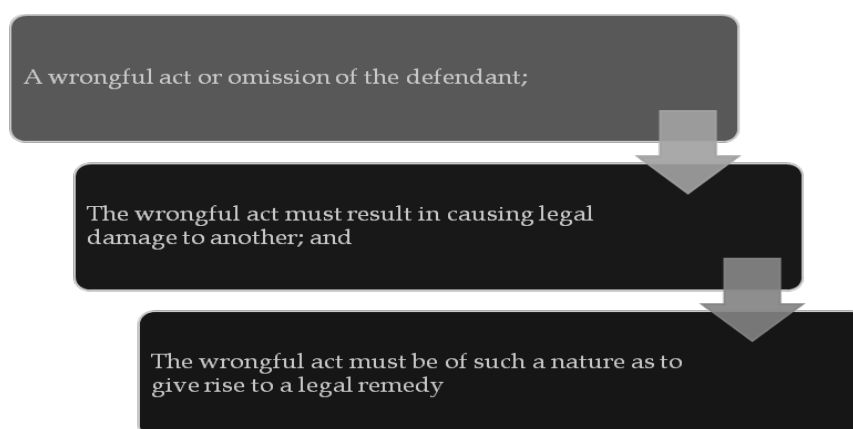 A wrongful act or omission of the defendant;
The wrongful act must result in causing legal
damage to another; and
The wrongful act must be of such a nature as to
give rise to a legal remedy